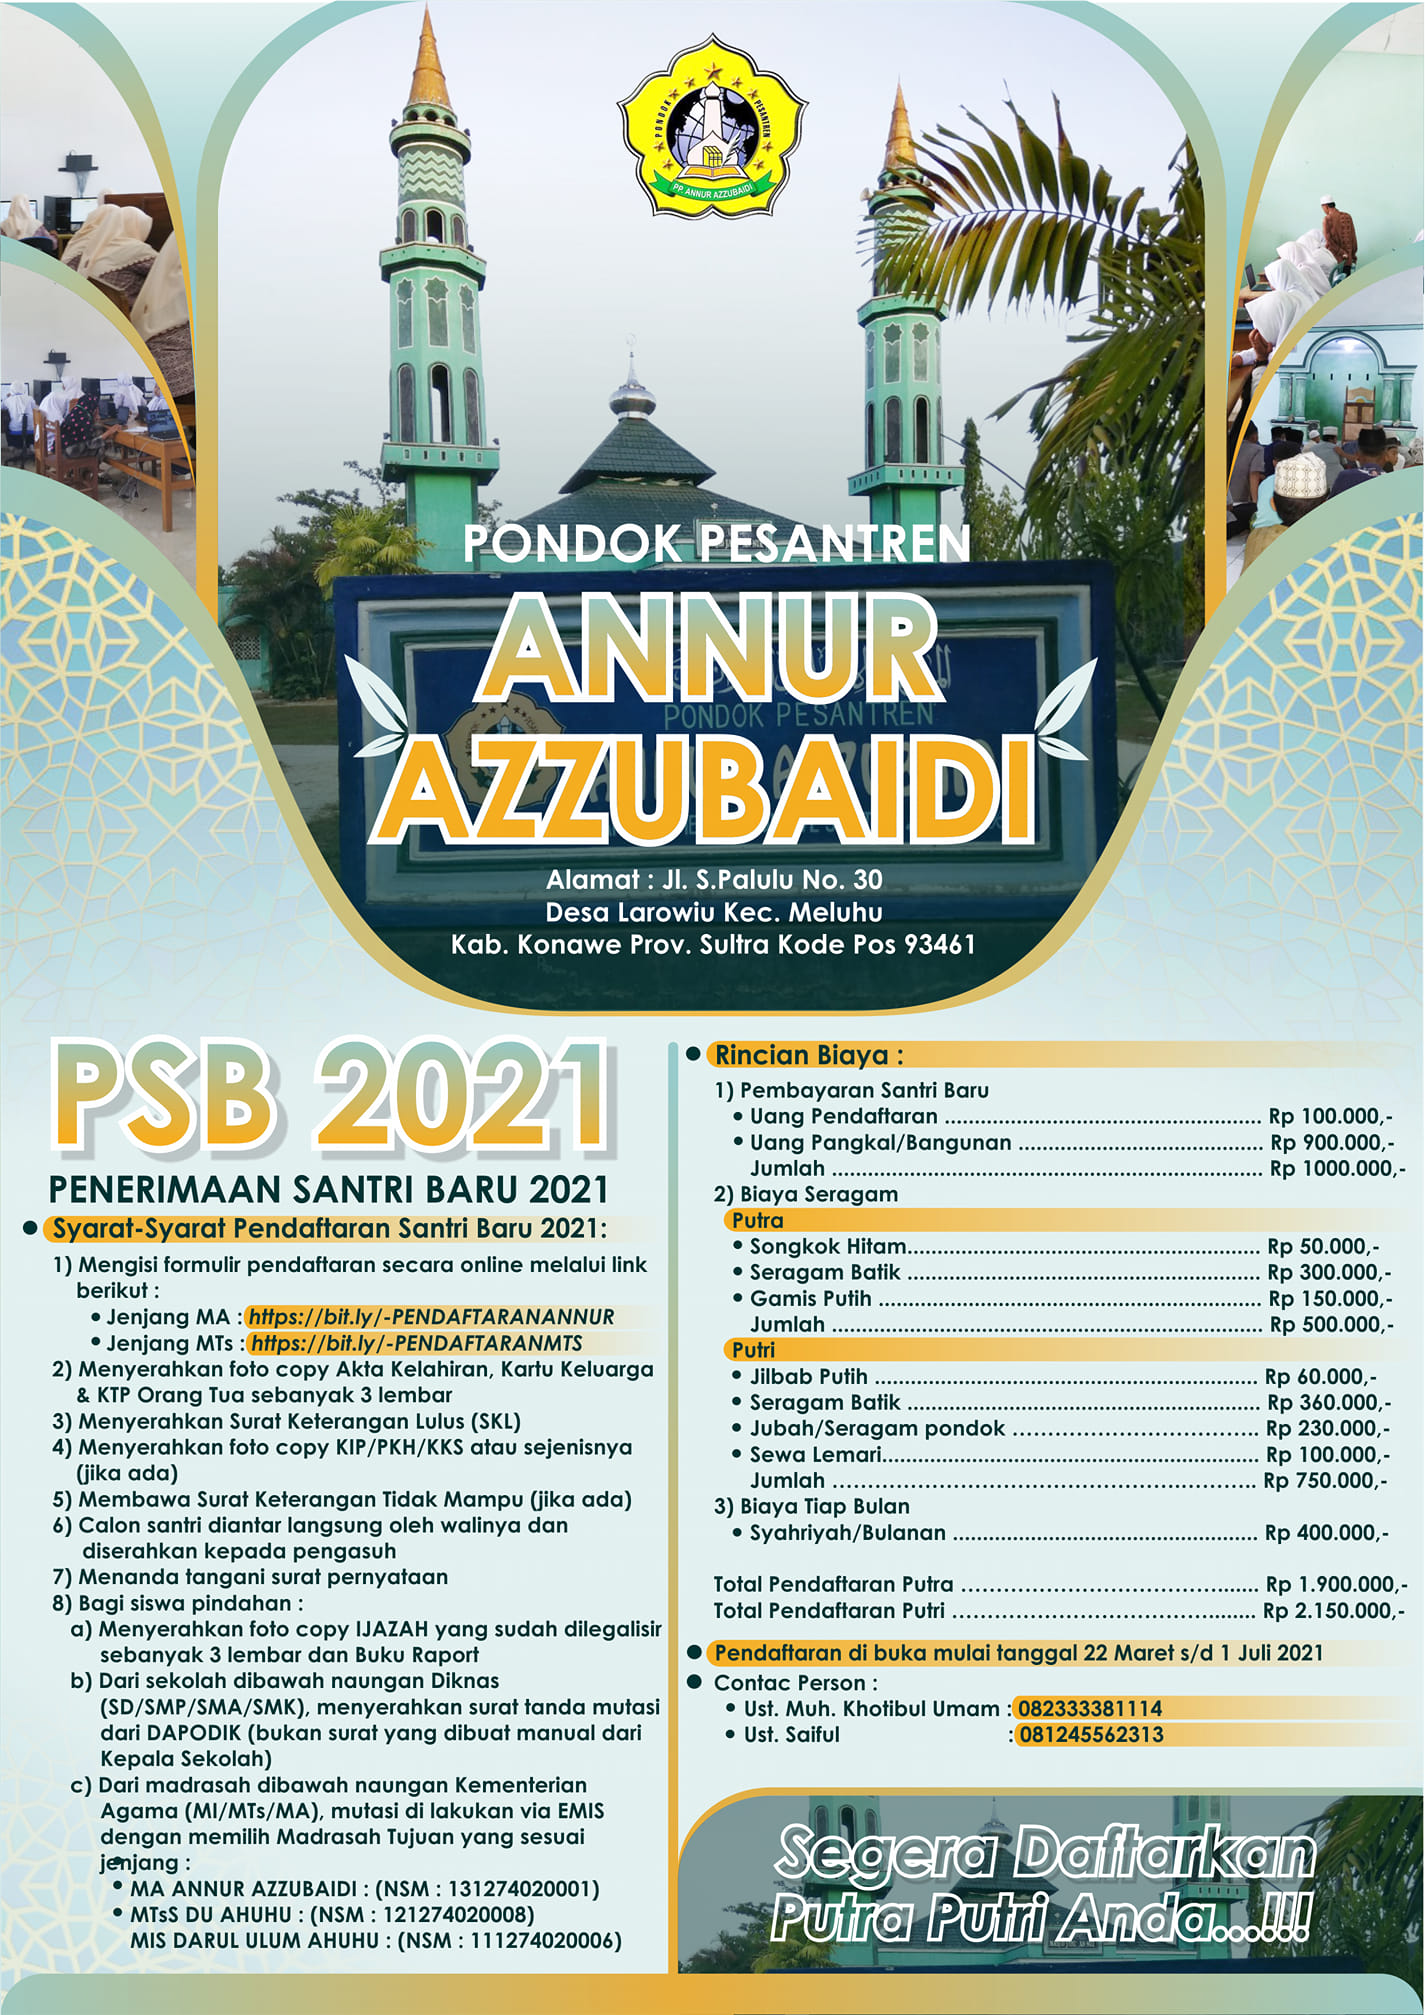 PONDOK PESANTREN
PP. ANNUR AZZUBAIDI
PONDOK PESANTREN
ANNUR
PONDOK PESANTREN
AZZUBAIDI
Alamat : Jl. S.Palulu No. 30
Desa Larowiu Kec. Meluhu
Kab. Konawe Prov. Sultra Kode Pos 93461
PSB 2021
PENERIMAAN SANTRI BARU 2021
• Syarat-Syarat Pendaftaran Santri Baru 2021:
1) Mengisi formulir pendaftaran secara online melalui link
berikut :
• Jenjang MA : https://bit.ly/-PENDAFTARANANNUR
• Jenjang MTs : https://bit.ly/-PENDAFTARANMTS
2) Menyerahkan foto copy Akta Kelahiran, Kartu Keluarga
& KTP Orang Tua sebanyak 3 lembar
3) Menyerahkan Surat Keterangan Lulus (SKL)
4) Menyerahkan foto copy KIP/PKH/KKS atau sejenisnya
(jika ada)
5) Membawa Surat Keterangan Tidak Mampu (jika ada)
6) Calon santri diantar langsung oleh walinya dan
diserahkan kepada pengasuh
7) Menanda tangani surat pernyataan
8) Bagi siswa pindahan :
a) Menyerahkan foto copy IJAZAH yang sudah dilegalisir
sebanyak 3 lembar dan Buku Raport
b) Dari sekolah dibawah naungan Diknas
(SD/SMP/SMA/SMK), menyerahkan surat tanda mutasi
dari DAPODIK (bukan surat yang dibuat manual dari
Kepala Sekolah)
c) Dari madrasah dibawah naungan Kementerian
Agama (MI/MTs/MA), mutasi di lakukan via EMIS
dengan memilih Madrasah Tujuan yang sesuai
jenjang :
• MA ANNUR AZZUBAIDI : (NSM : 131274020001)
• MTsS DU AHUHU : (NSM : 121274020008)
MIS DARUL ULUM AHUHU : (NSM : 111274020006)
• Rincian Biaya :
1) Pembayaran Santri Baru
• Uang Pendaftaran ..................................................... Rp 100.000,-
• Uang Pangkal/Bangunan ......................................... Rp 900.000,-
Jumlah ........................................................................ Rp 1000.000,-
2) Biaya Seragam
Putra
• Songkok Hitam........................................................... Rp 50.000,-
• Seragam Batik ........................................................... Rp 300.000,-
• Gamis Putih ................................................................ Rp 150.000,-
Jumlah ........................................................................ Rp 500.000,-
Putri
• Jilbab Putih ................................................................ Rp 60.000,-
• Seragam Batik ........................................................... Rp 360.000,-
• Jubah/Seragam pondok .......................................... Rp 230.000,-
• Sewa Lemari............................................................... Rp 100.000,-
Jumlah ........................................................................ Rp 750.000,-
3) Biaya Tiap Bulan
• Syahriyah/Bulanan ................................................... Rp 400.000,-
Total Pendaftaran Putra .................................................. Rp 1.900.000,-
Total Pendaftaran Putri ................................................... Rp 2.150.000,-
• Pendaftaran di buka mulai tanggal 22 Maret s/d 1 Juli 2021
• Contac Person :
• Ust. Muh. Khotibul Umam : 082333381114
• Ust. Saiful : 081245562313
Segera Daftarkan
Putra Putri Anda...!!!